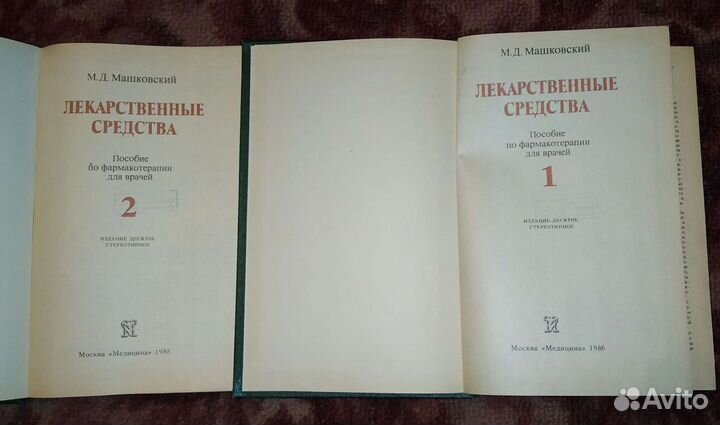 М. Д. Машковский
ЛЕКАРСТВЕННЫЕ
СРЕДСТВА
Пособие
по фармакотерапии
для врачей
2
ИЗДАНИЕ ДЕСЯТОЕ,
СТЕРЕОТИПНОЕ
Москва «Медицина» 1986
М. Д. Машковский
ЛЕКАРСТВЕННЫЕ
СРЕДСТВА
Пособие
по фармакотерапии
для врачей
1
ИЗДАНИЕ ДЕСЯТОЕ,
СТЕРЕОТИПНОЕ
Москва «Медицина» 1986
Avito